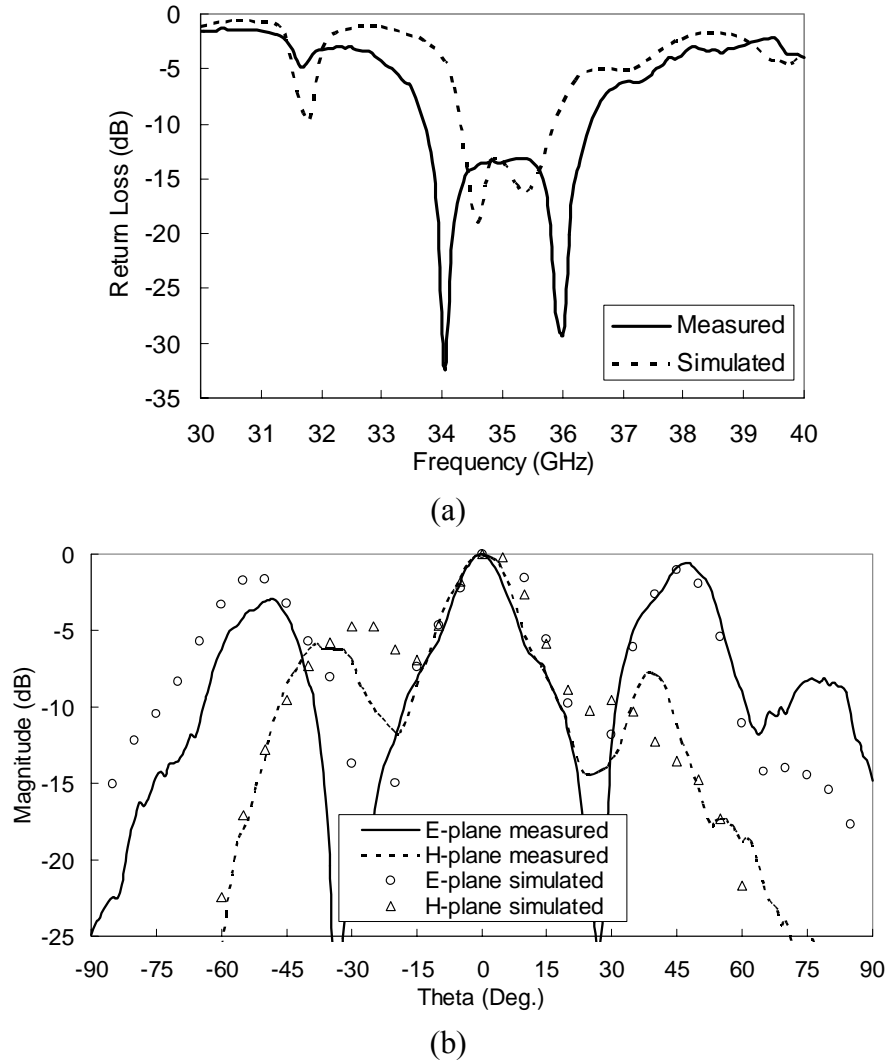 0
-5
-10
-15
-20
-25
-30
-35
Return Loss (dB)
Measured
Simulated
30 31 32 33 34 35 36 37 38 39 40
Frequency (GHz)
(a)
0
-5
-10
-15
-20
-25
Magnitude (dB)
E-plane measured
H-plane measured
E-plane simulated
H-plane simulated
-90 -75 -60 -45 -30 -15 0 15 30 45 60 75 90
Theta (Deg.)
(b)